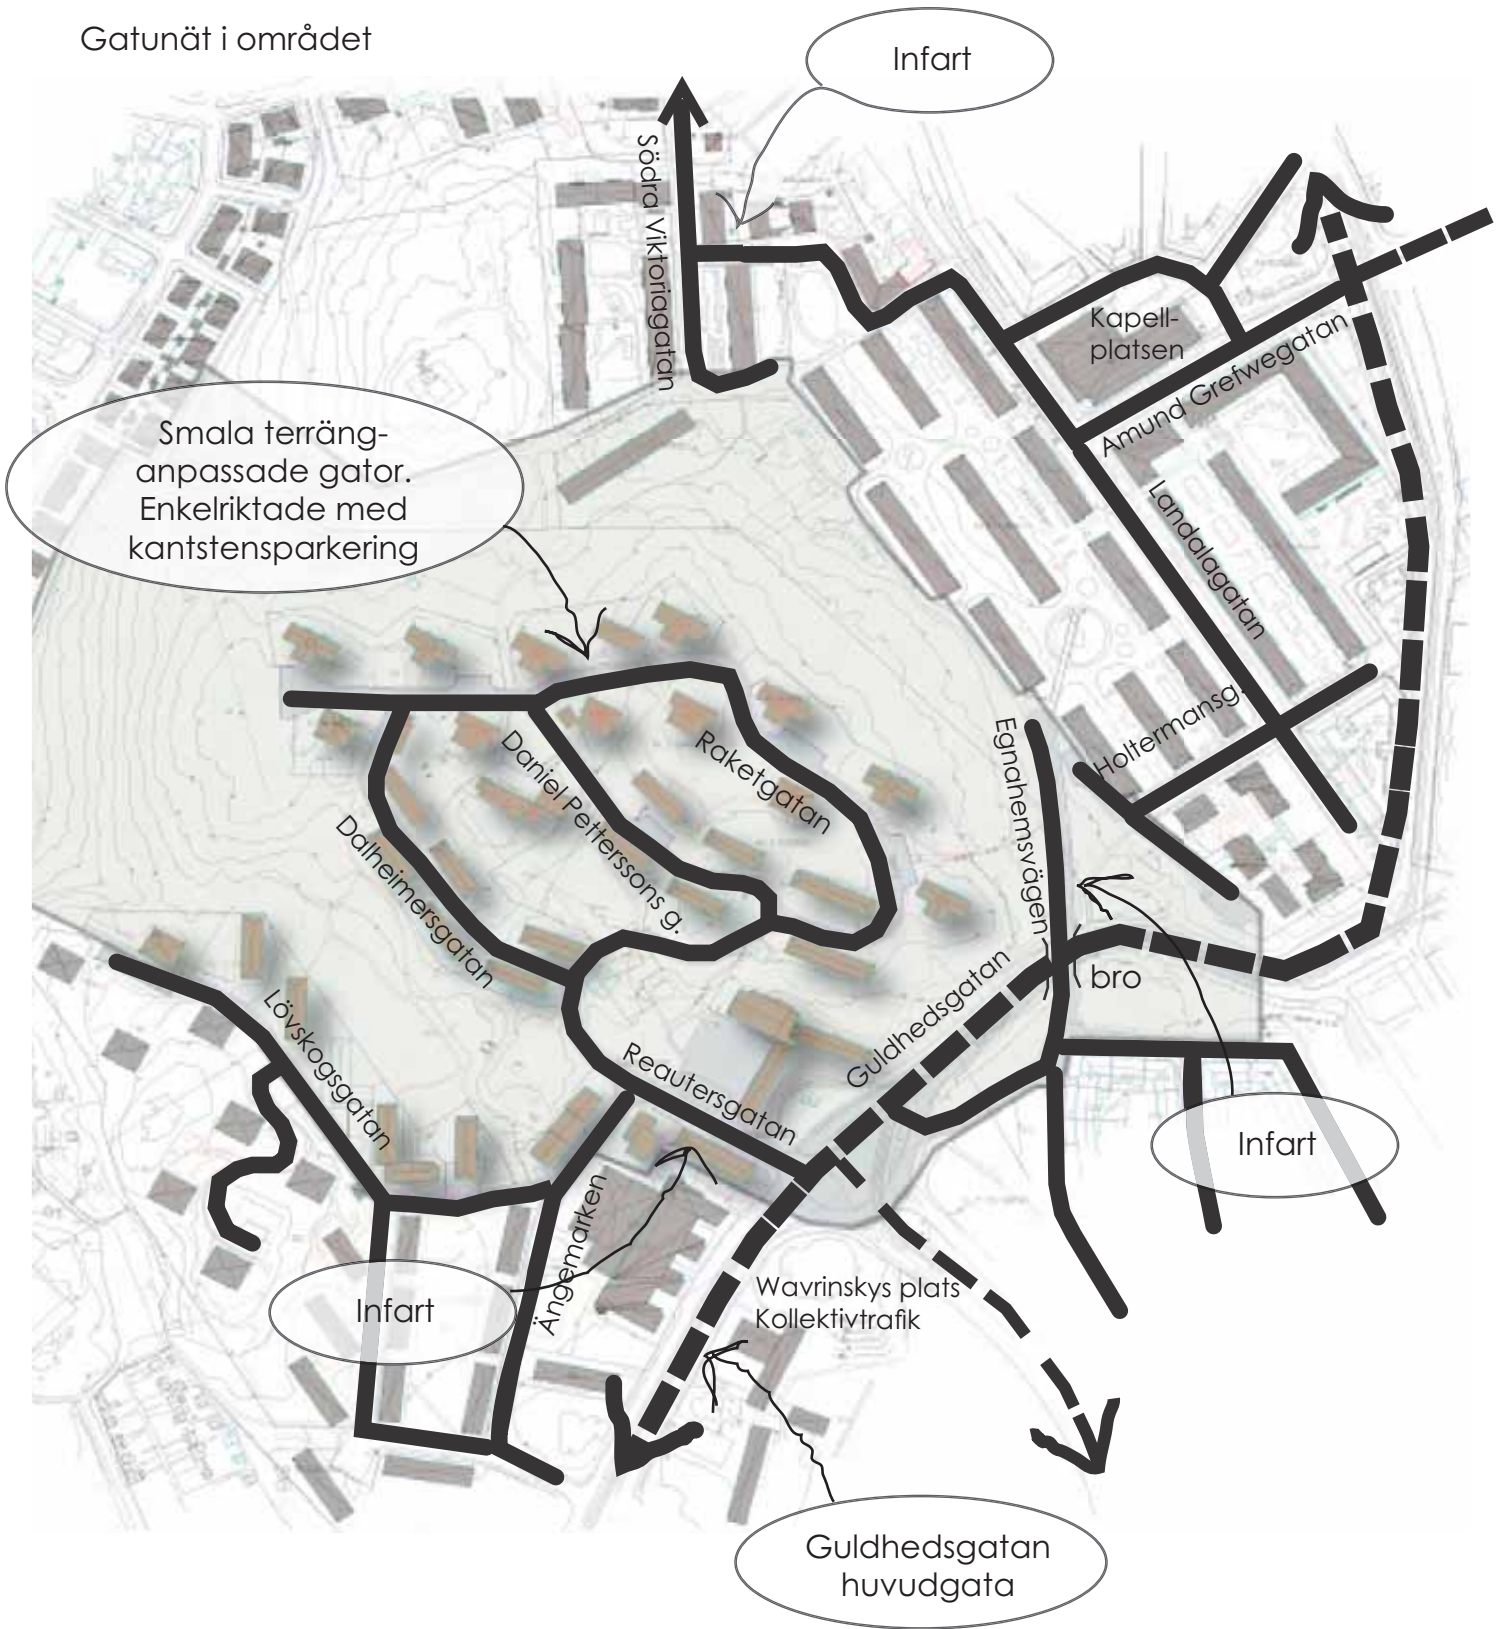 Gatunät i området
Infart
Södra Viktoriagatan
Kapell-
platsen
Amund Grefwegatan
Smala terräng-
anpassade gator.
Enkelriktade med
kantstensparkering
Landalagatan
Holtermansg.
Egnahemsvägen
Raketgatan
Daniel Petterssons g.
Dalheimersgatan
bro
Guldhedsgatan
Lövskogsgatan
Reautersgatan
Infart
Ängemarken
Infart
Wavrinskys plats
Kollektivtrafik
Guldhedsgatan
huvudgata